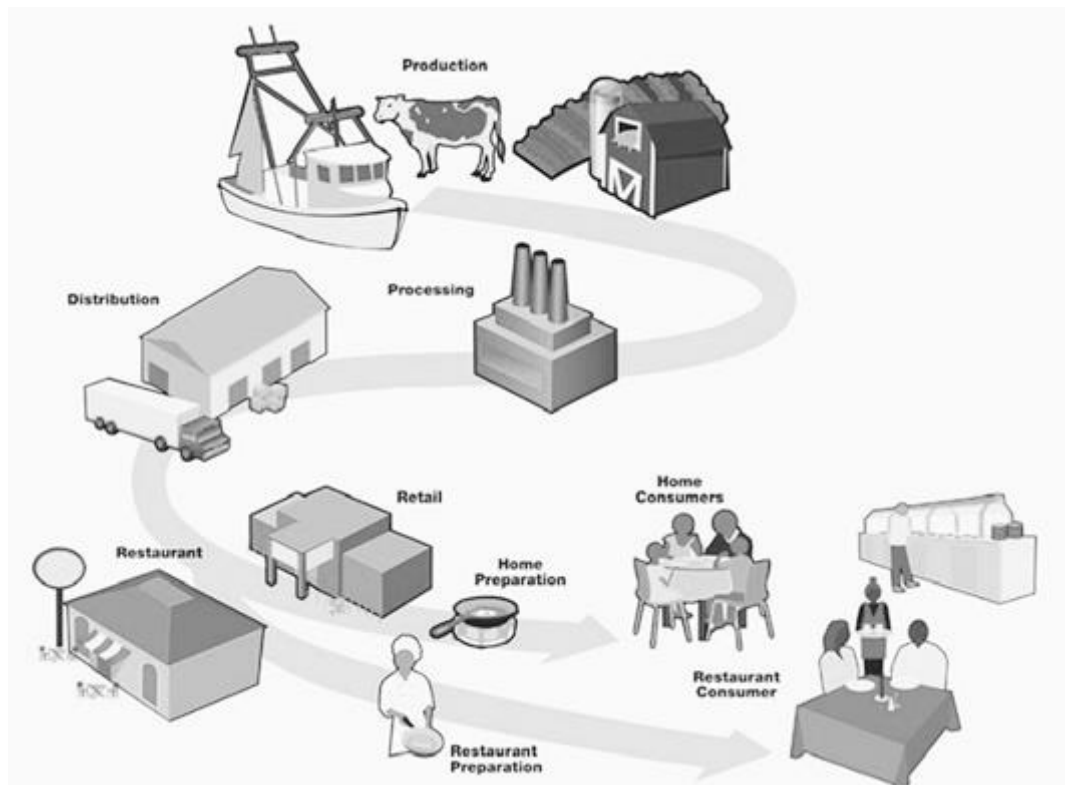 Production
Processing
Distribution
Retail
Restaurant
Home
Preparation
Home
Consumers
Restaurant
Preparation
Restaurant
Consumer